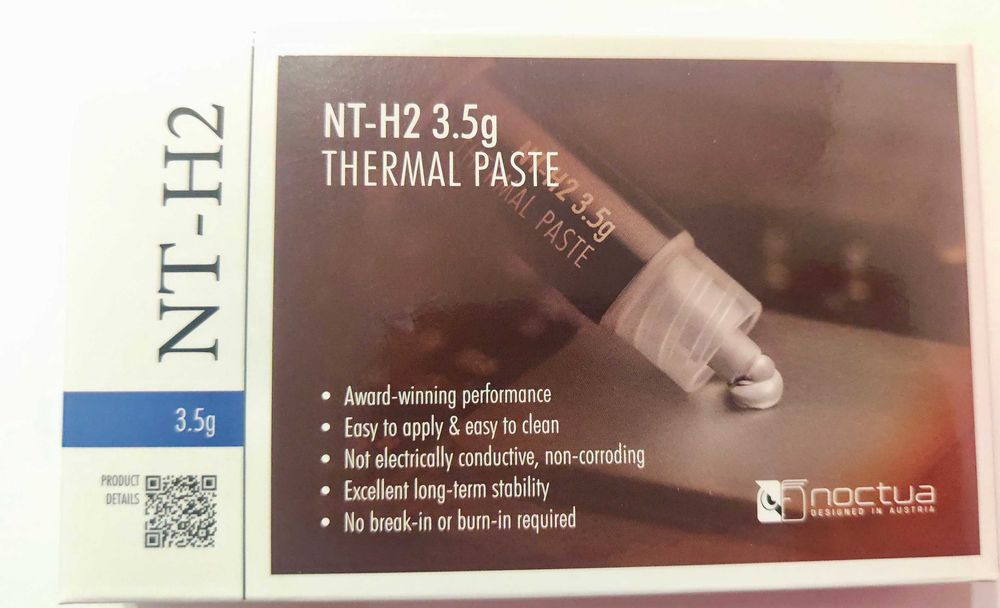 NT-H2
3.5g
PRODUCT
DETAILS
NT-H2 3.5g
THERMAL PASTE
NT-H2 3.5g
THERMAL PASTE
• Award-winning performance
• Easy to apply & easy to clean
• Not electrically conductive, non-corroding
• Excellent long-term stability
• No break-in or burn-in required
noctua
DESIGNED IN AUSTRIA